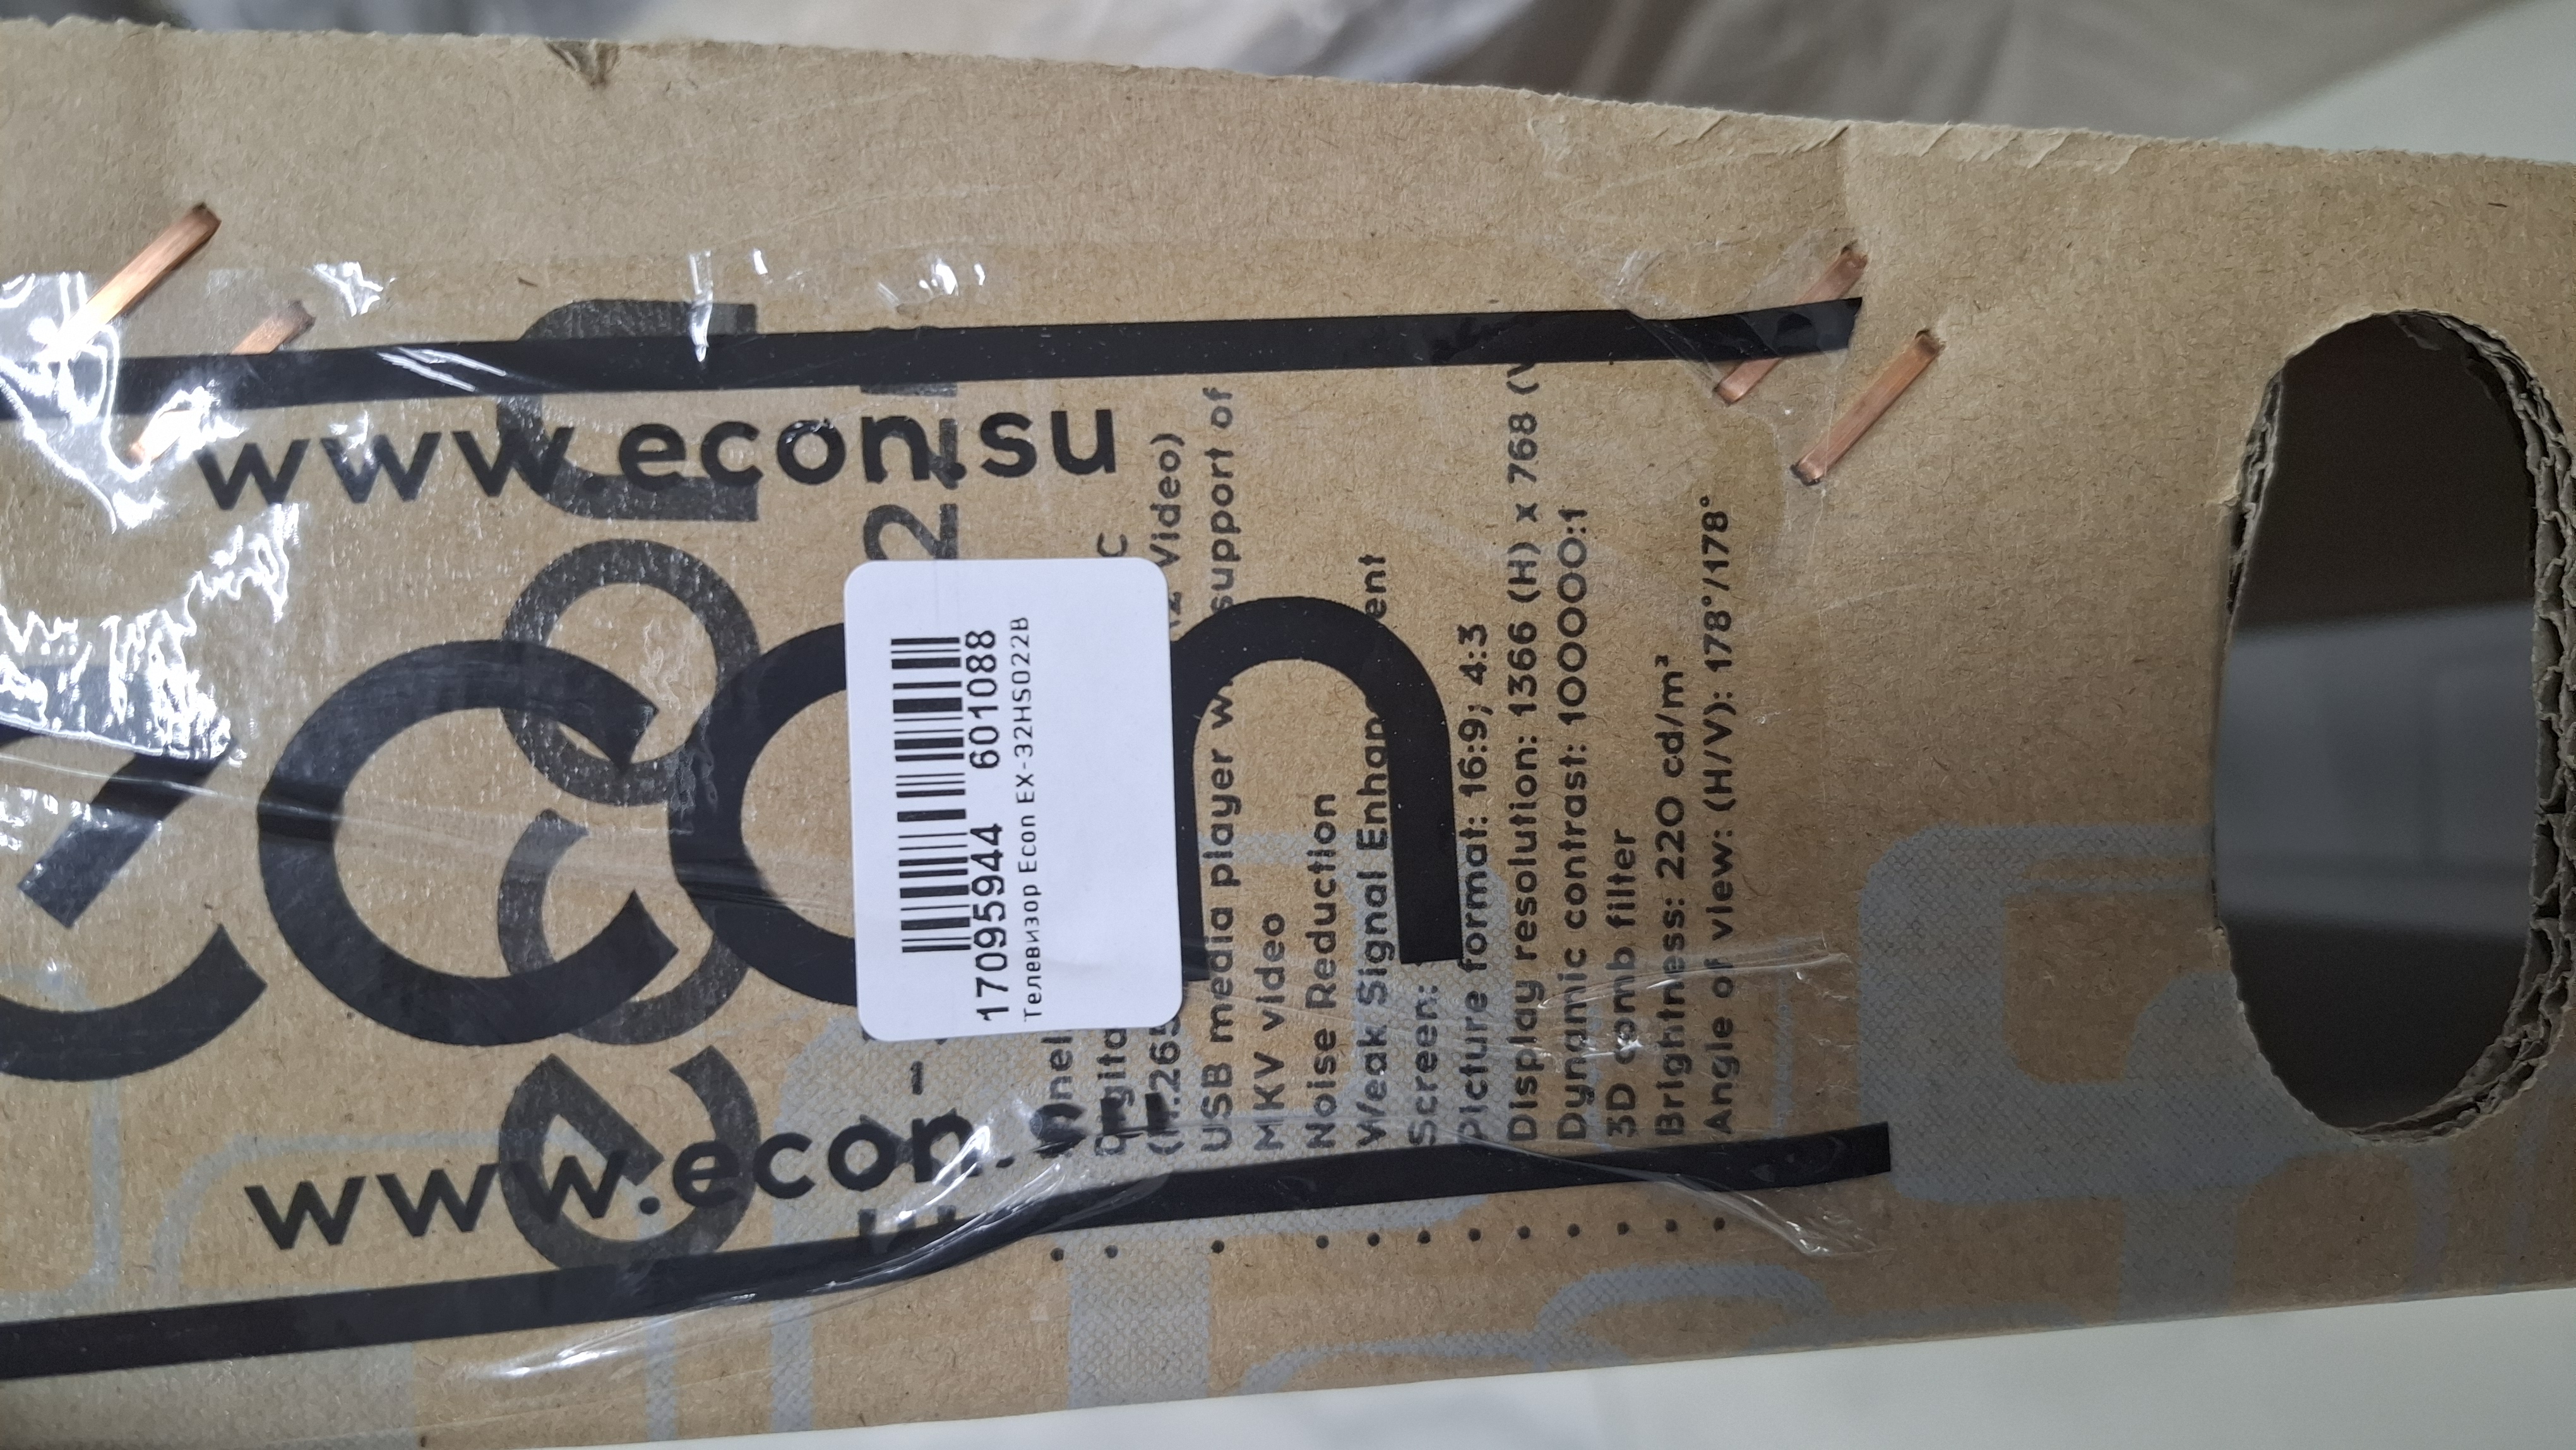 www.econ.su
econ
www.econ.s
econ
17095944 601088
Телевизор Econ EX-32HS022B
Video)
USB media player support of
MKV video
Noise Reduction
Weak Signal
Screen:
Picture format: 16:9; 4:3
Display resolution: 1366 (H) x 768 (
Dynamic contrast: 100000:1
3D comb filter
Brightness: 220 cd/m²
Angle of view: (H/V): 178°/178°